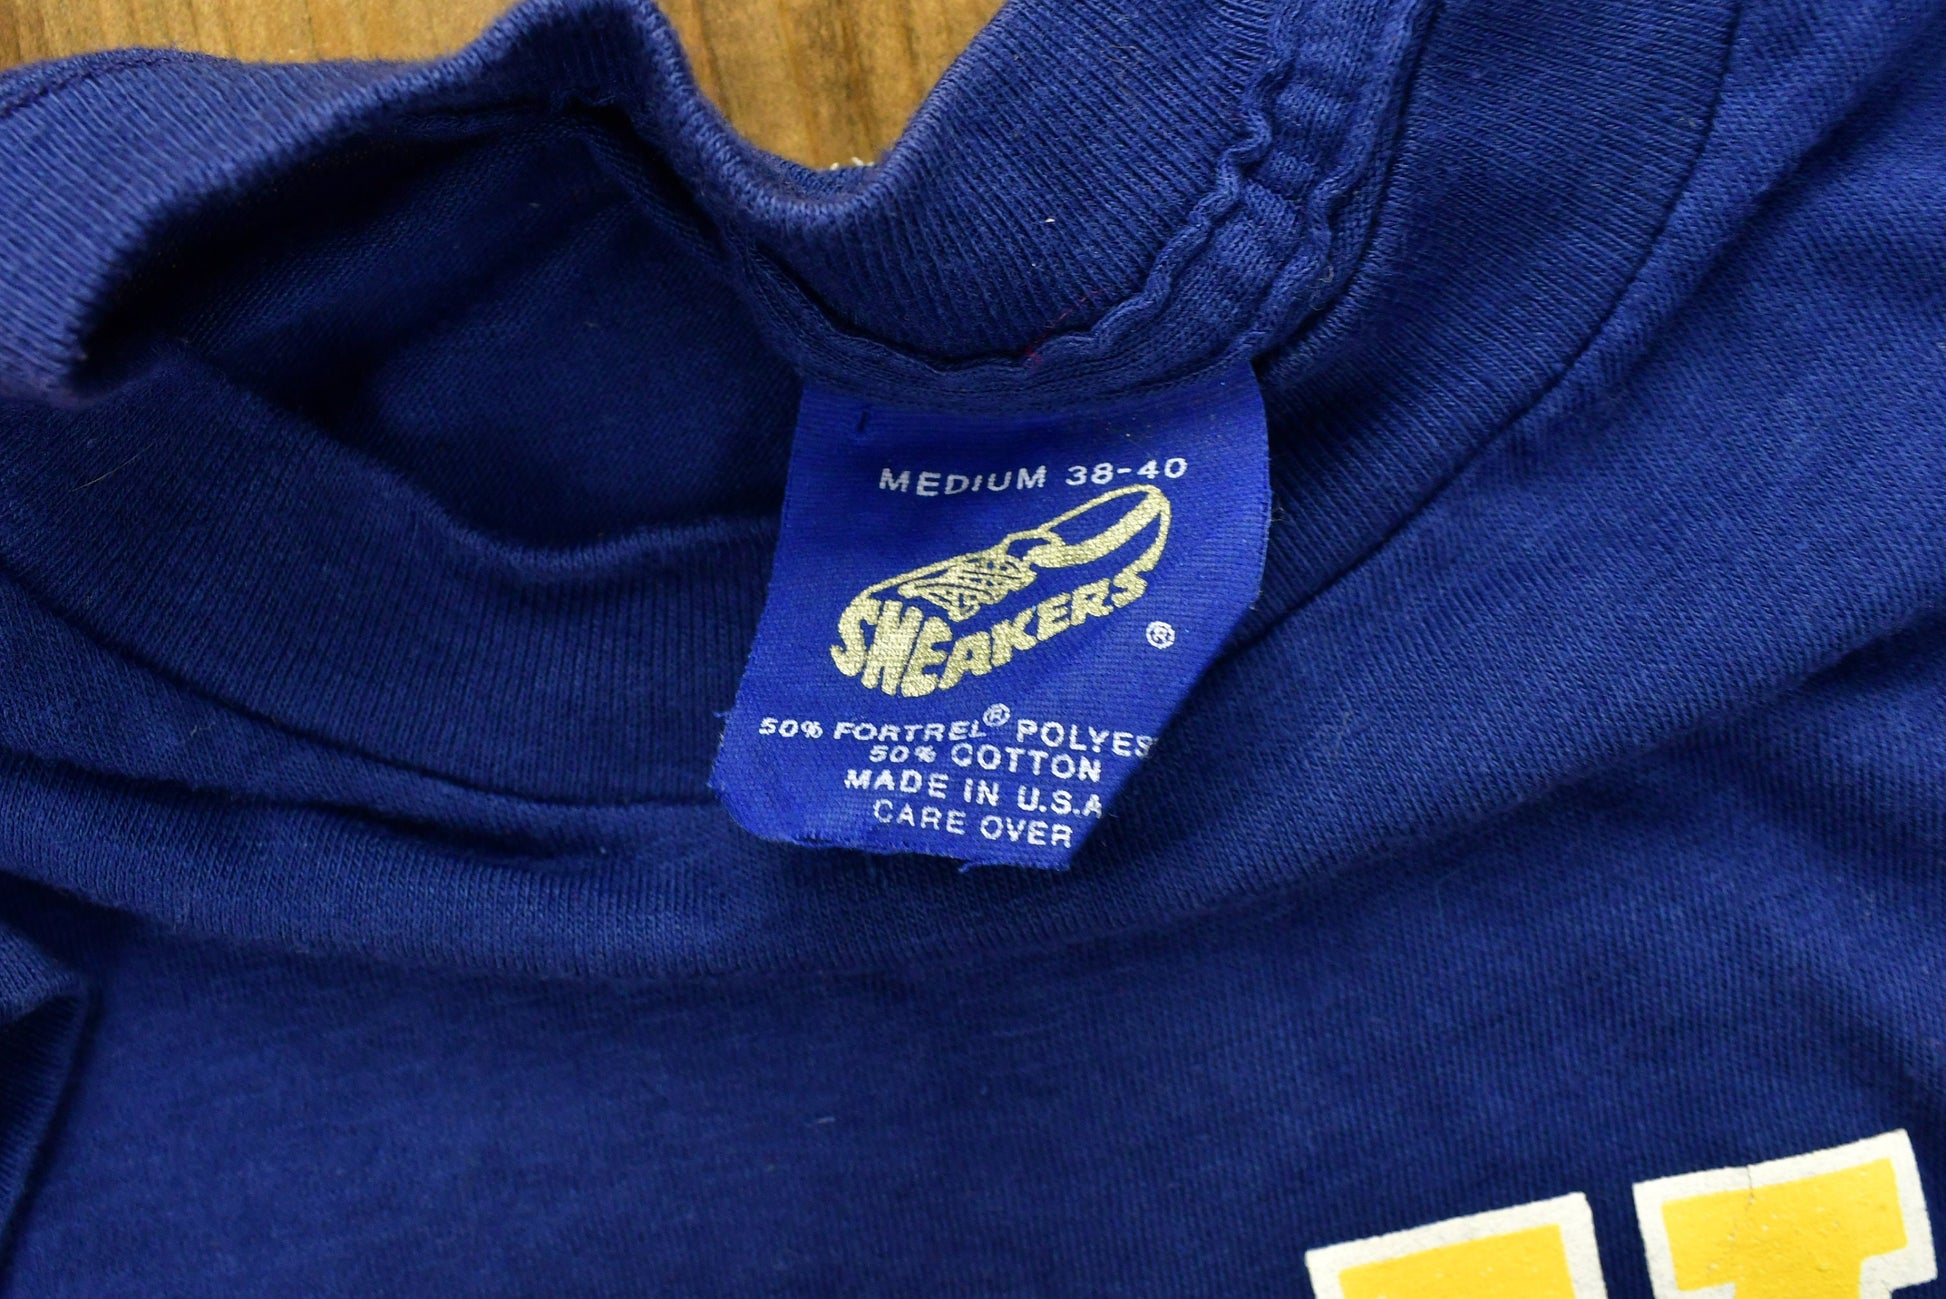 MEDIUM 38-40
SNEAKERS ®
50% FORTREL® POLYES
50% COTTON
MADE IN U.S.A
CARE OVER